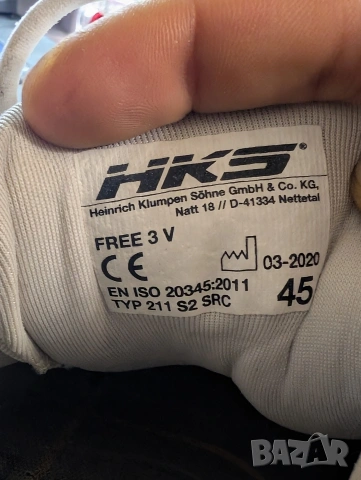 HKS®
Heinrich Klumpen Söhne GmbH & Co. KG,
Natt 18 // D-41334 Nettetal
FREE 3 V
CE 03-2020
EN ISO 20345:2011
TYP 211 S2 SRC 45
BAZAR